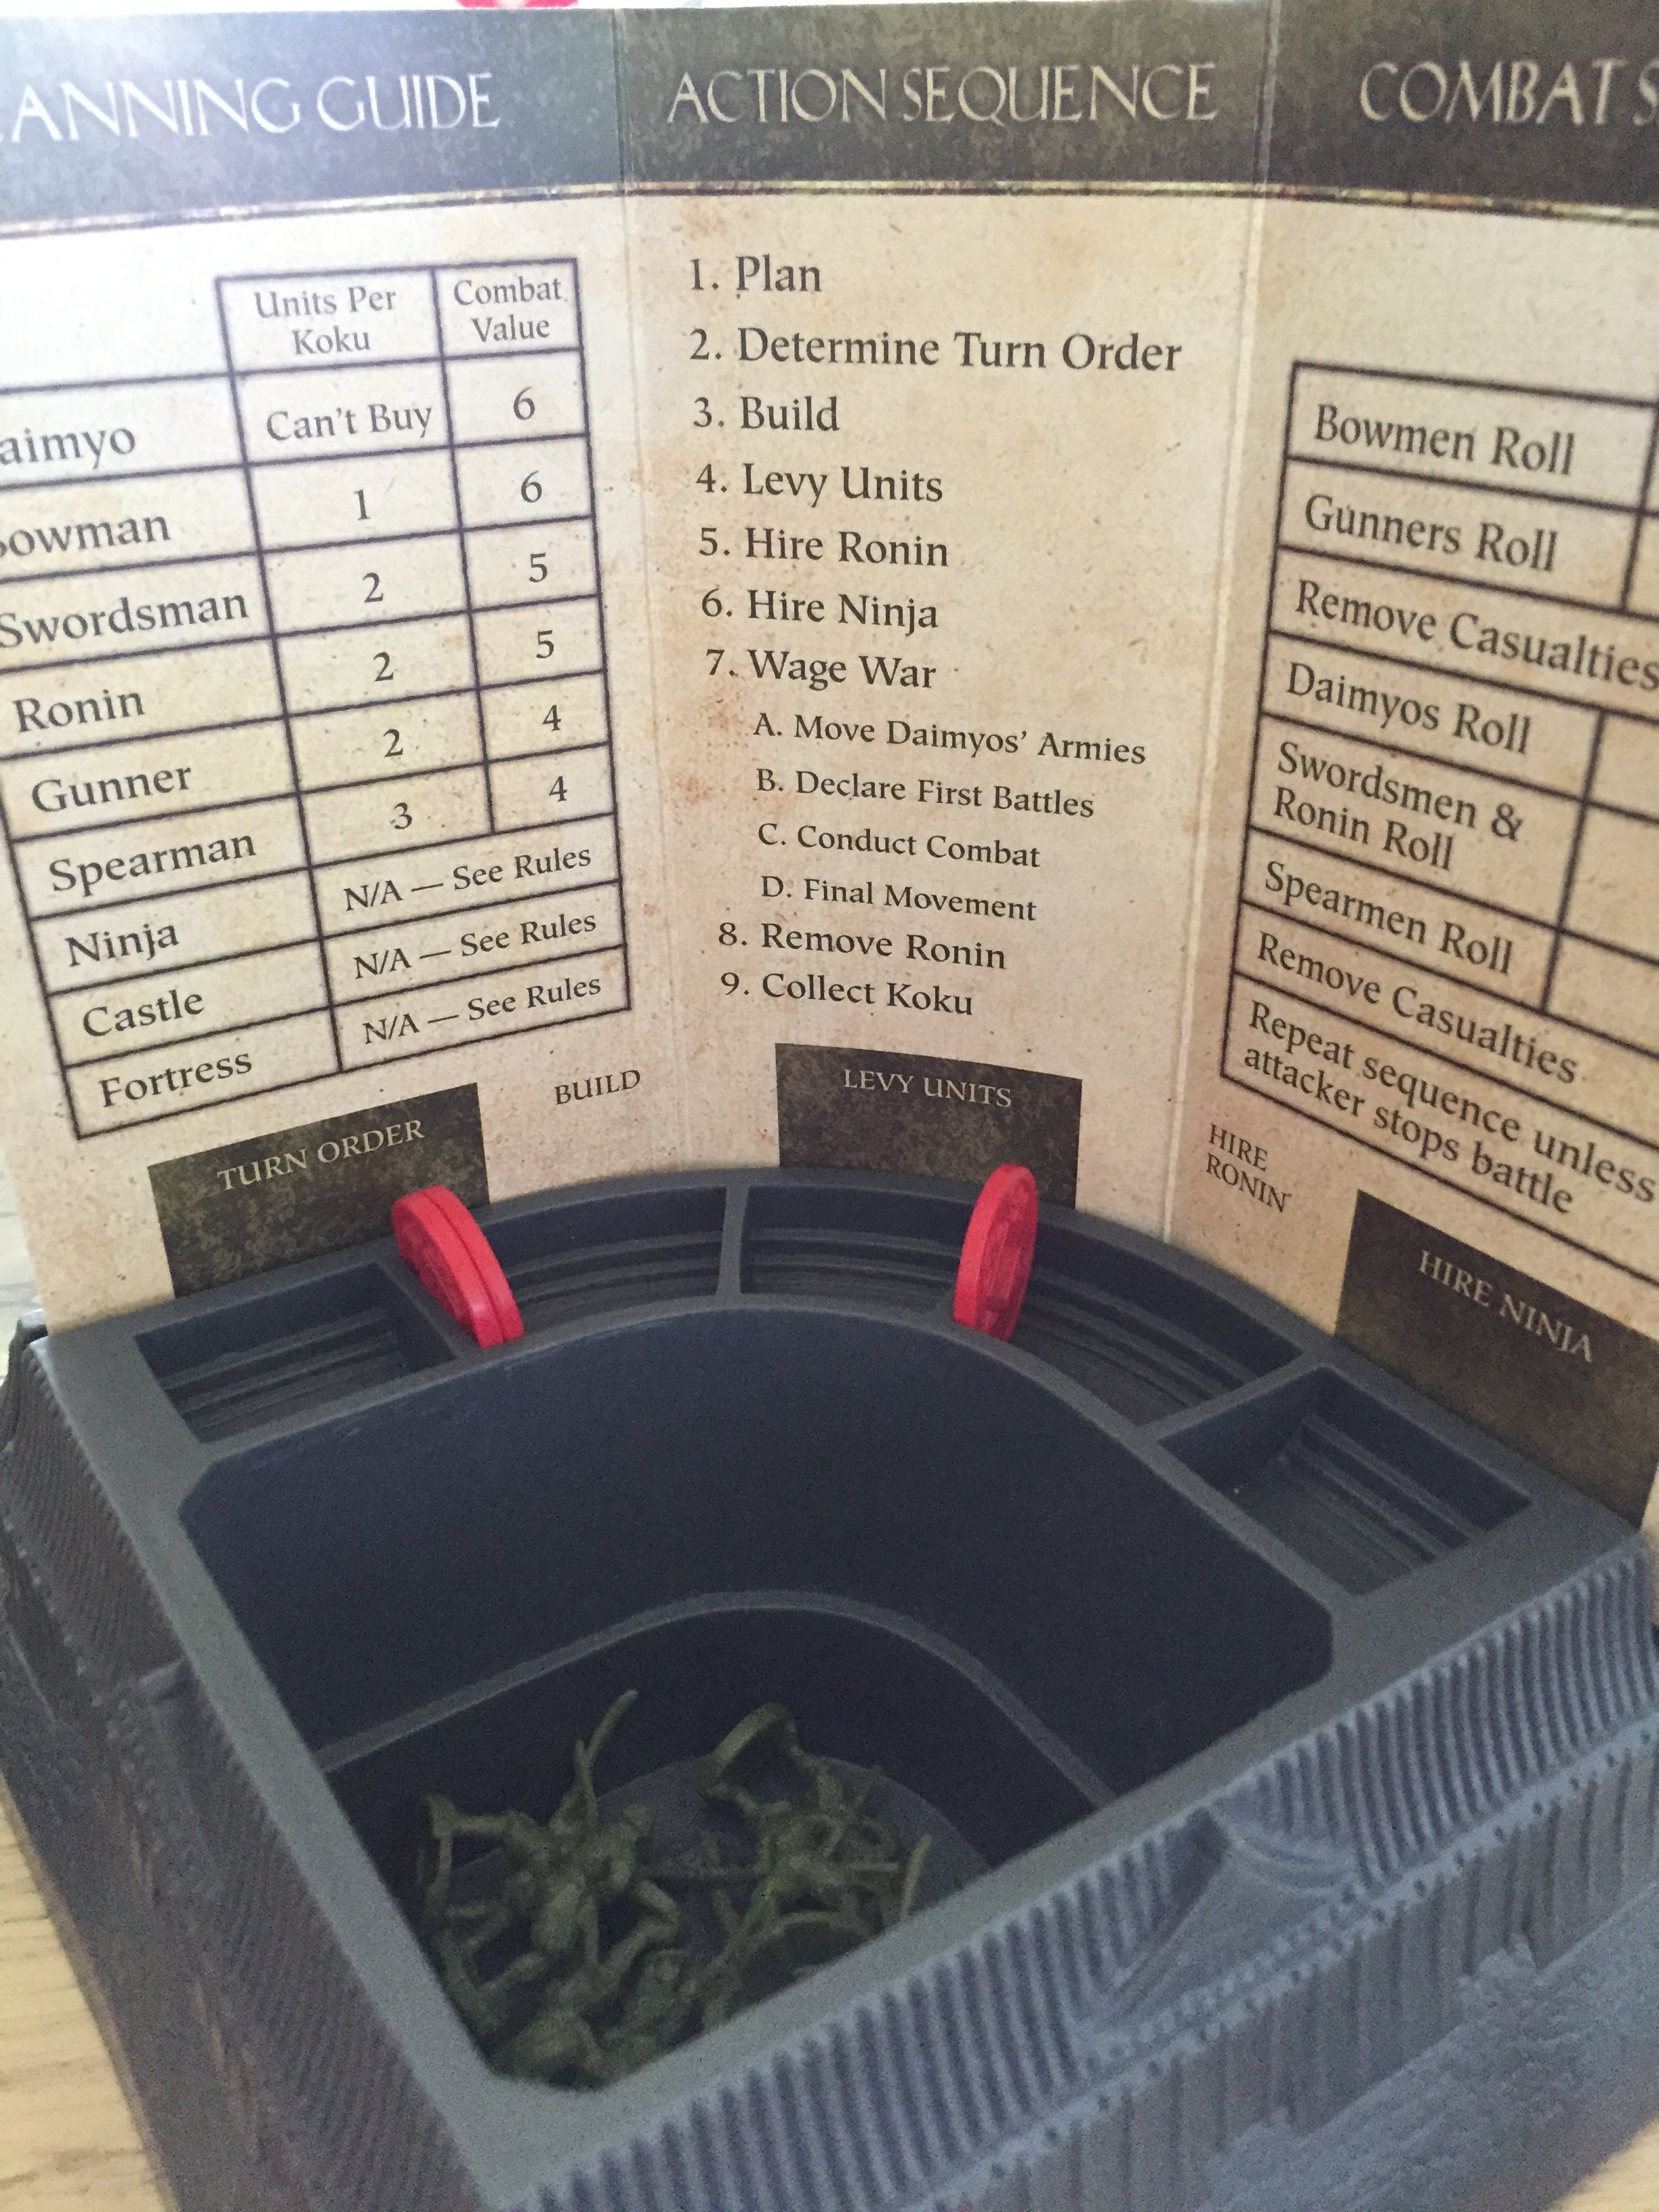 ANNING GUIDE
Units Per Koku
Combat Value
aimyo Can't Buy 6
owman 1 6
Swordsman 2 5
Ronin 2 5
Gunner 2 4
Spearman 3 4
Ninja N/A — See Rules
Castle N/A — See Rules
Fortress N/A — See Rules
TURN ORDER
BUILD
ACTION SEQUENCE
1. Plan
2. Determine Turn Order
3. Build
4. Levy Units
5. Hire Ronin
6. Hire Ninja
7. Wage War
A. Move Daimyos' Armies
B. Declare First Battles
C. Conduct Combat
D. Final Movement
8. Remove Ronin
9. Collect Koku
LEVY UNITS
COMBAT S
Bowmen Roll
Gunners Roll
Remove Casualties
Daimyos Roll
Swordsmen &
Ronin Roll
Spearmen Roll
Remove Casualties
Repeat sequence unless
attacker stops battle
HIRE
RONIN
HIRE NINJA